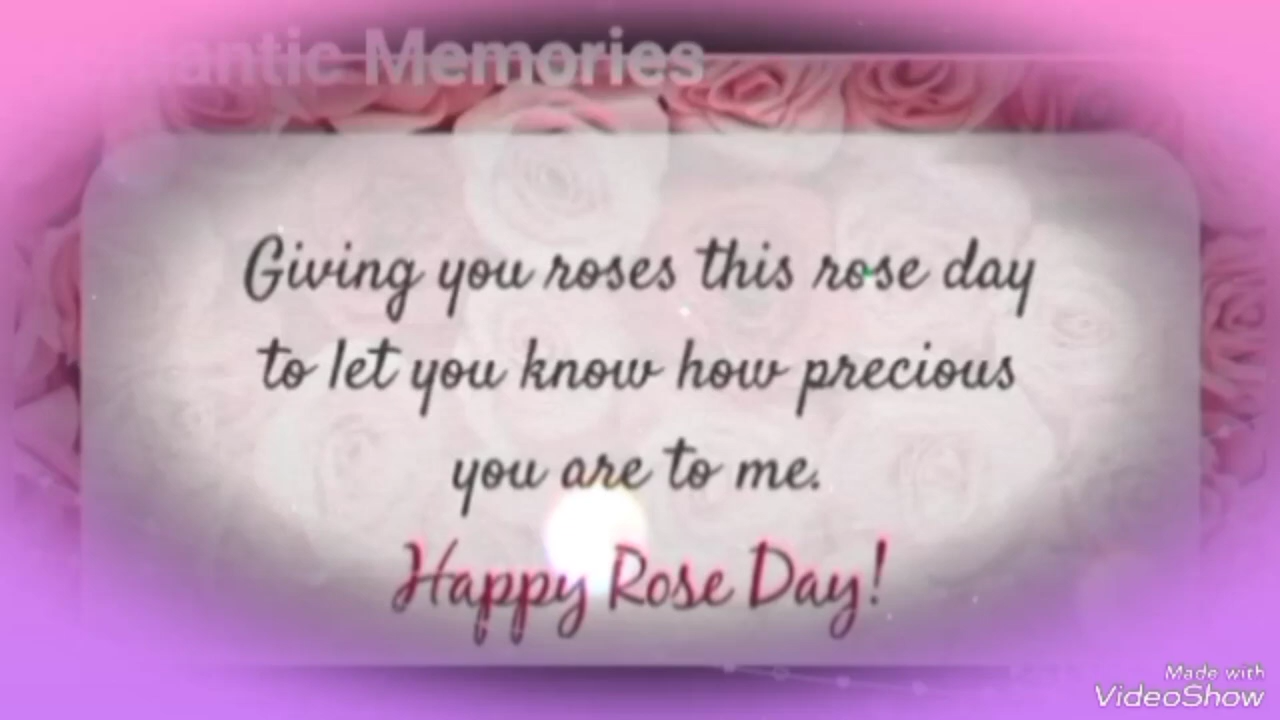 Memories
Giving you roses this rose day
to let you know how precious
you are to me.
Happy Rose Day!
Made with
VideoShow